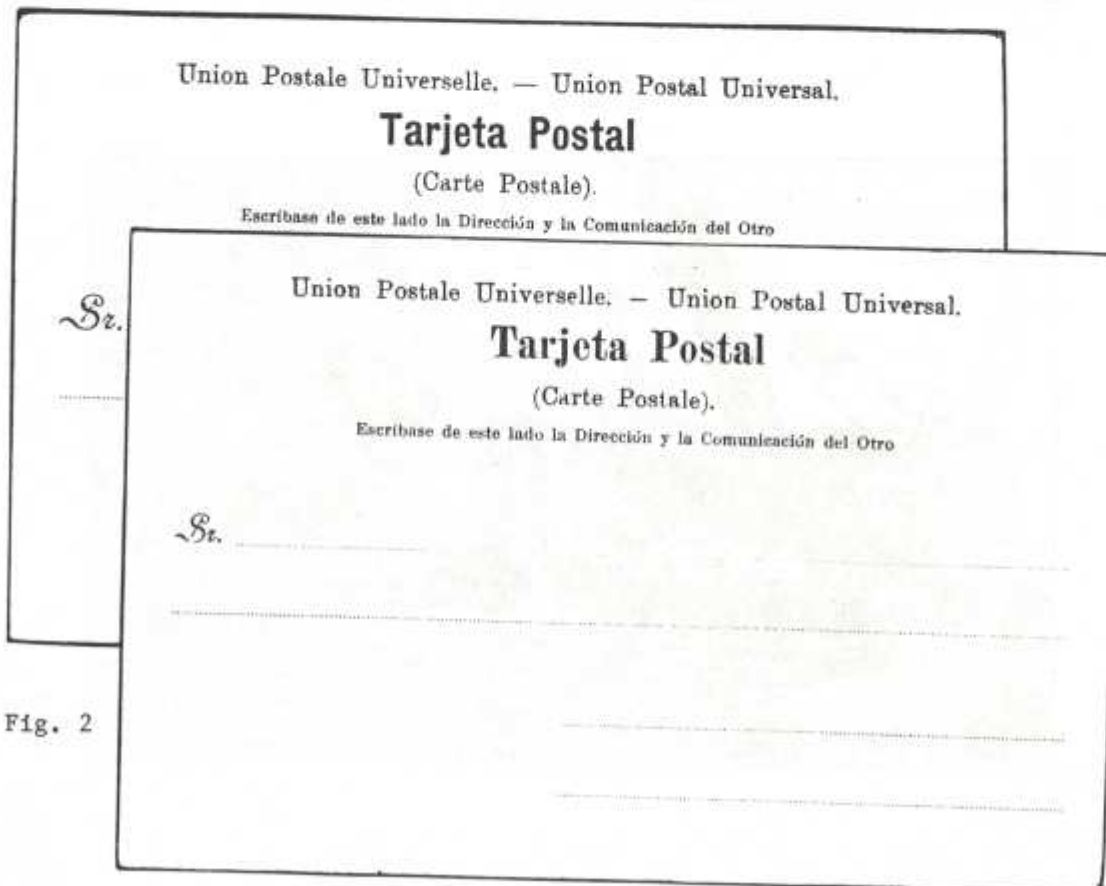 Union Postale Universelle. — Union Postal Universal.
Tarjeta Postal
(Carte Postale).
Escríbase de este lado la Dirección y la Comunicación del Otro
Sr.
Union Postale Universelle. — Union Postal Universal.
Tarjeta Postal
(Carte Postale).
Escríbase de este lado la Dirección y la Comunicación del Otro
Sr.
Fig. 2